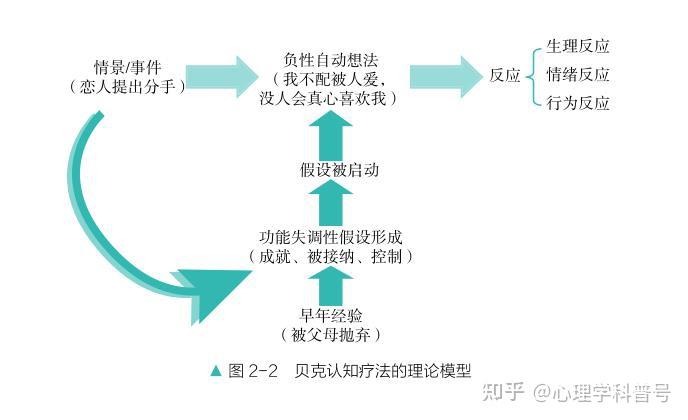 情景/事件
（恋人提出分手）
负性自动想法
（我不配被人爱，
没人会真心喜欢我）
反应
生理反应
情绪反应
行为反应
假设被启动
功能失调性假设形成
（成就、被接纳、控制）
早年经验
（被父母抛弃）
▲ 图 2-2 贝克认知疗法的理论模型
知乎 @心理学科普号